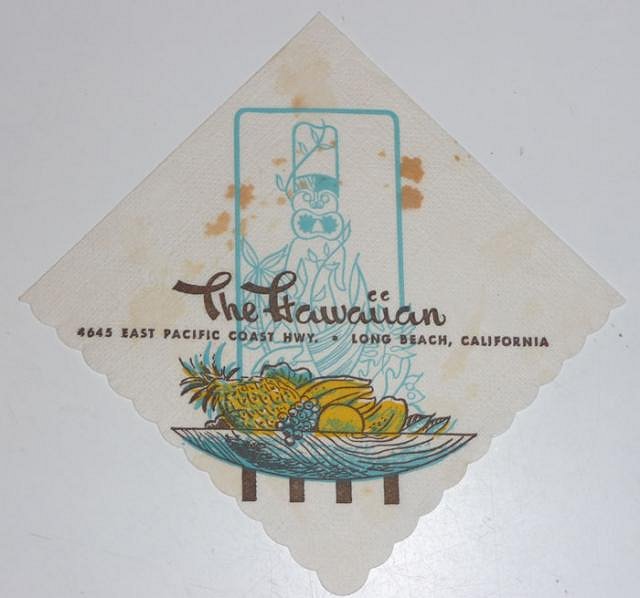 The Hawaiian
4645 EAST PACIFIC COAST HWY. • LONG BEACH, CALIFORNIA